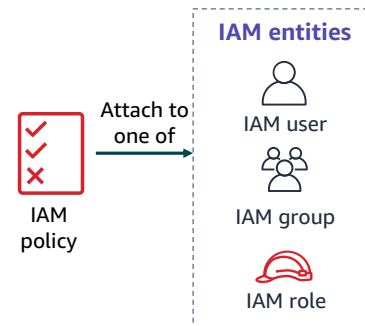 IAM entities
Attach to
one of
IAM user
IAM policy
IAM group
IAM role